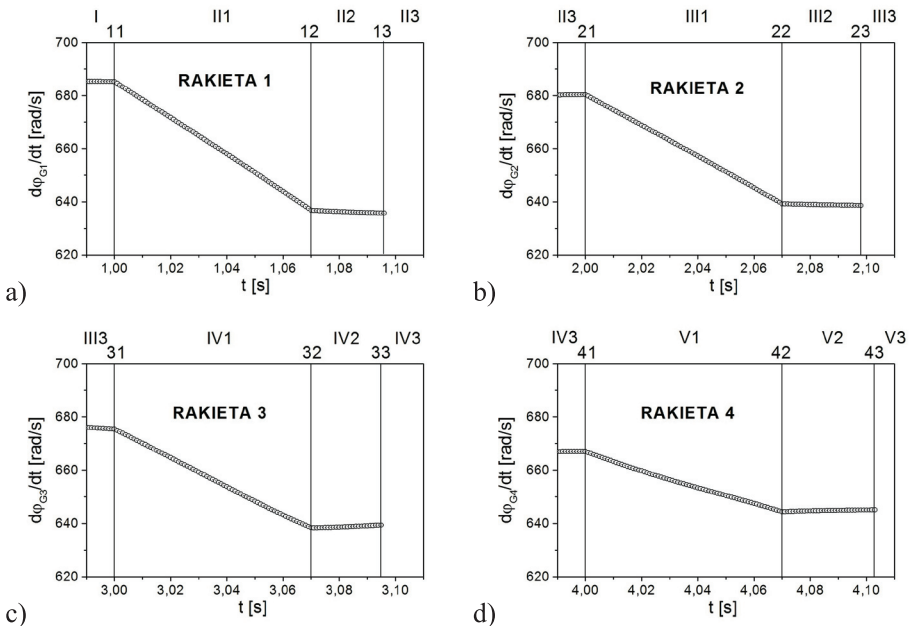 I II1 II2 II3
11 12 13
700
680
660
640
620
dφG1/dt [rad/s]
RAKIETA 1
1,00 1,02 1,04 1,06 1,08 1,10
t [s]
a)
II3 III1 III2 III3
21 22 23
700
680
660
640
620
dφG2/dt [rad/s]
RAKIETA 2
2,00 2,02 2,04 2,06 2,08 2,10
t [s]
b)
III3 IV1 IV2 IV3
31 32 33
700
680
660
640
620
dφG3/dt [rad/s]
RAKIETA 3
3,00 3,02 3,04 3,06 3,08 3,10
t [s]
c)
IV3 V1 V2 V3
41 42 43
700
680
660
640
620
dφG4/dt [rad/s]
RAKIETA 4
4,00 4,02 4,04 4,06 4,08 4,10
t [s]
d)